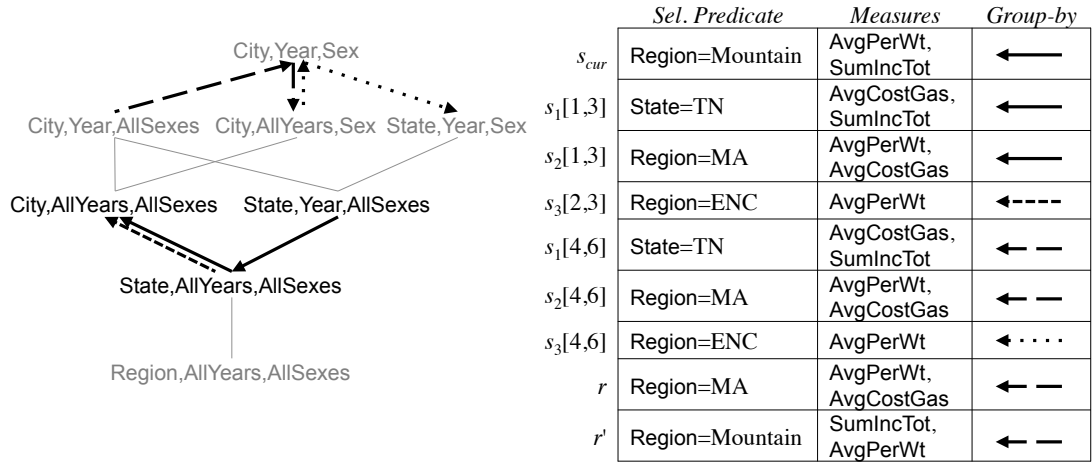 City,Year,Sex
City,Year,AllSexes City,AllYears,Sex State,Year,Sex
City,AllYears,AllSexes State,Year,AllSexes
State,AllYears,AllSexes
Region,AllYears,AllSexes
Sel. Predicate Measures Group-by
s_cur Region=Mountain AvgPerWt,
SumIncTot
s_1[1,3] State=TN AvgCostGas,
SumIncTot
s_2[1,3] Region=MA AvgPerWt,
AvgCostGas
s_3[2,3] Region=ENC AvgPerWt
s_1[4,6] State=TN AvgCostGas,
SumIncTot
s_2[4,6] Region=MA AvgPerWt,
AvgCostGas
s_3[4,6] Region=ENC AvgPerWt
r Region=MA AvgPerWt,
AvgCostGas
r' Region=Mountain SumIncTot,
AvgPerWt